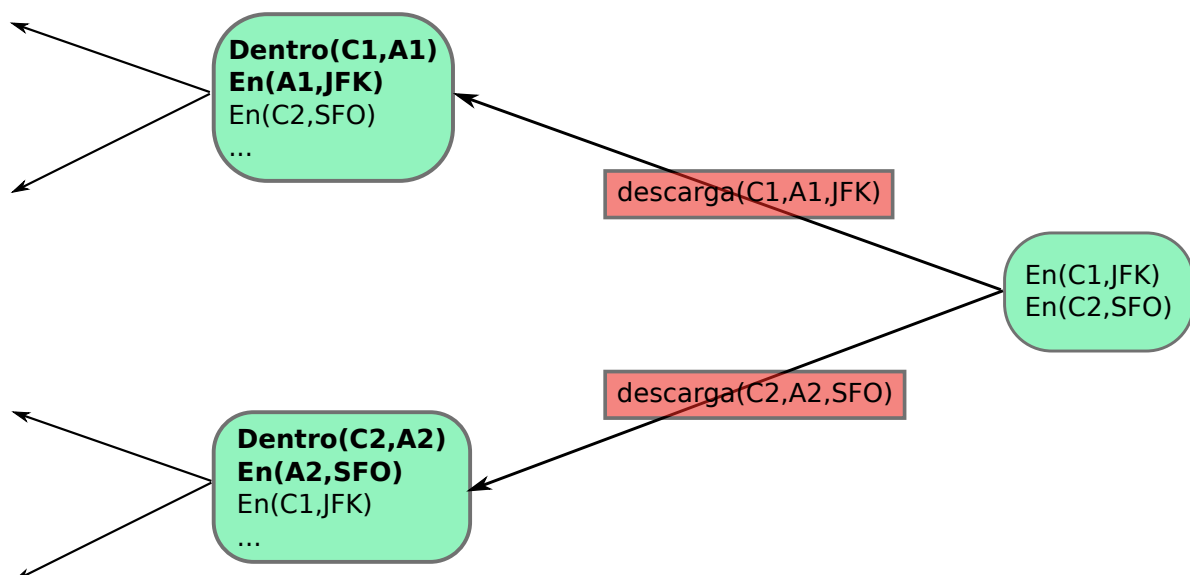 Dentro(C1,A1)
En(A1,JFK)
En(C2,SFO)
...
descarga(C1,A1,JFK)
En(C1,JFK)
En(C2,SFO)
descarga(C2,A2,SFO)
Dentro(C2,A2)
En(A2,SFO)
En(C1,JFK)
...